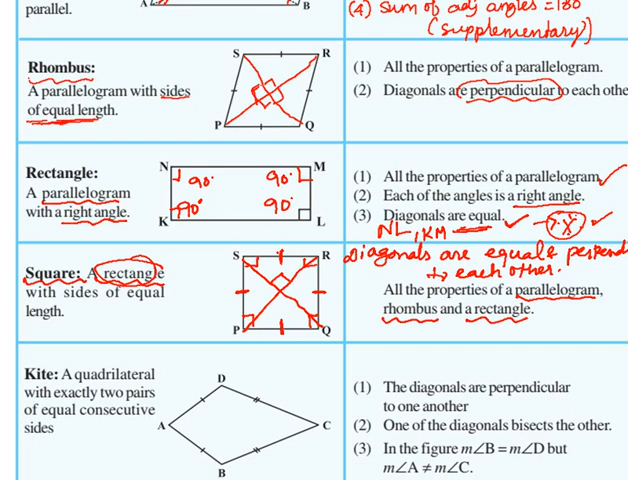 parallel.
A
B
(4) Sum of adj angles = 180
(supplementary)
Rhombus:
A parallelogram with sides
of equal length.
S
R
P
Q
(1) All the properties of a parallelogram.
(2) Diagonals are perpendicular to each othe
Rectangle:
A parallelogram
with a right angle.
N
M
90°
90°
90°
90°
K
L
(1) All the properties of a parallelogram
(2) Each of the angles is a right angle.
(3) Diagonals are equal.
NL, KM
Square: A rectangle
with sides of equal
length.
S
R
P
Q
Diagonals are equal & perpend
to each other.
All the properties of a parallelogram,
rhombus and a rectangle.
Kite: A quadrilateral
with exactly two pairs
of equal consecutive
sides
D
A
C
B
(1) The diagonals are perpendicular
to one another
(2) One of the diagonals bisects the other.
(3) In the figure m∠B = m∠D but
m∠A ≠ m∠C.